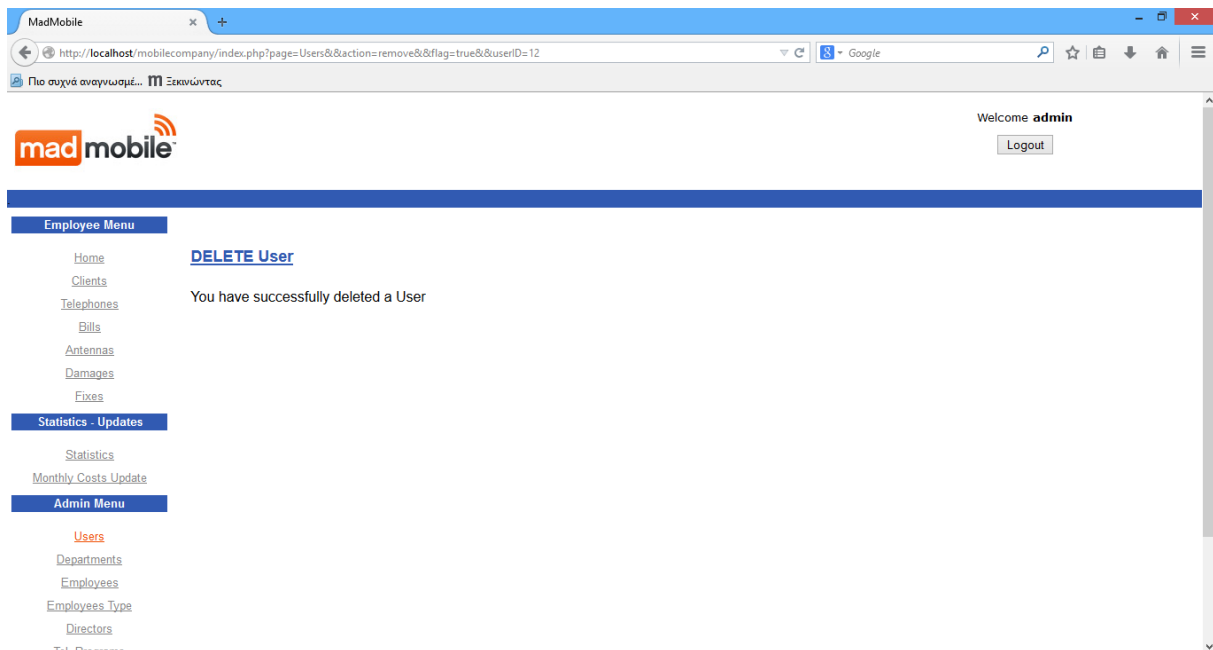 MadMobile
http://localhost/mobilecompany/index.php?page=Users&&action=remove&&flag=true&&userID=12
Google
Πιο συχνά αναγνωσμέ... Ξεκινώντας
mad mobile
Welcome admin
Logout
Employee Menu
Home
Clients
Telephones
Bills
Antennas
Damages
Fixes
Statistics - Updates
Statistics
Monthly Costs Update
Admin Menu
Users
Departments
Employees
Employees Type
Directors
DELETE User
You have successfully deleted a User